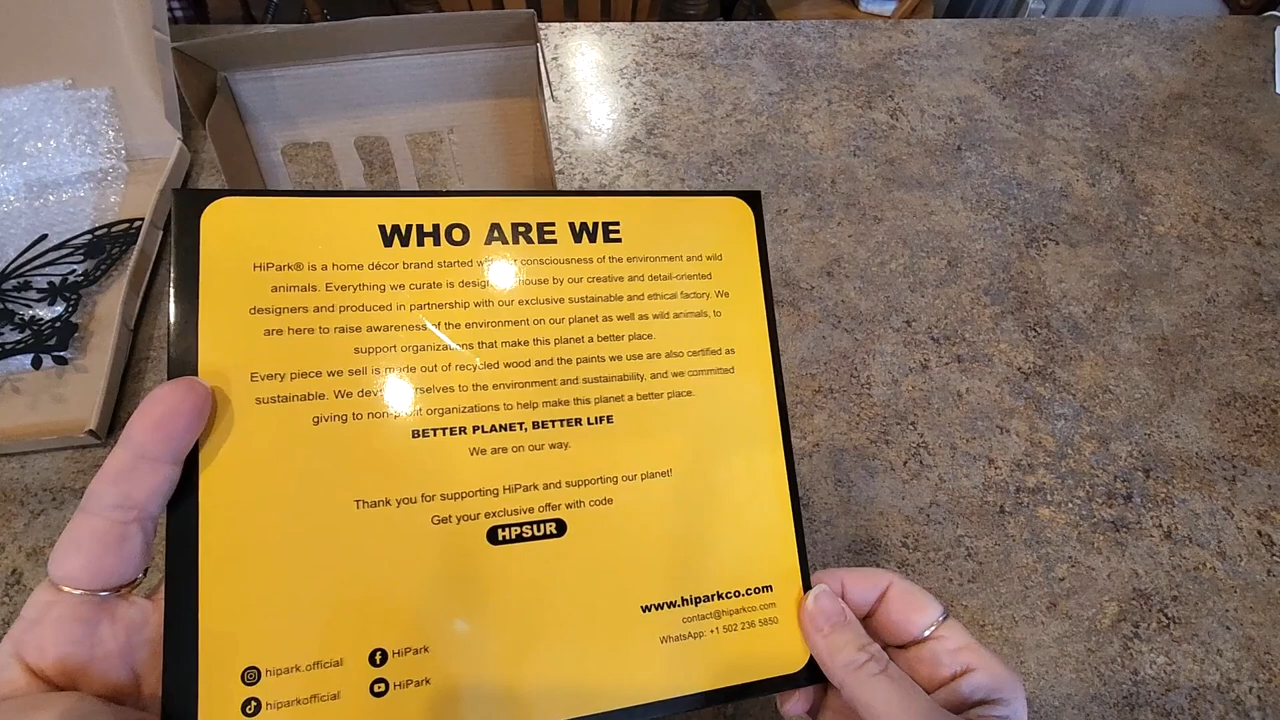 WHO ARE WE
HiPark® is a home décor brand started consciousness of the environment and wild
animals. Everything we curate is house by our creative and detail-oriented
designers and produced in partnership with our exclusive sustainable and ethical factory. We
are here to raise awareness of the environment on our planet as well as wild animals, to
support organizations that make this planet a better place.
Every piece we sell is made out of recycled wood and the paints we use are also certified as
sustainable. We to the environment and sustainability, and we committed
giving to non-profit organizations to help make this planet a better place.
BETTER PLANET, BETTER LIFE
We are on our way.
Thank you for supporting HiPark and supporting our planet!
Get your exclusive offer with code
HPSUR
www.hiparkco.com
contact@hiparkco.com
WhatsApp: +1 502 236 5850
hipark.official
HiPark
hiparkofficial
HiPark